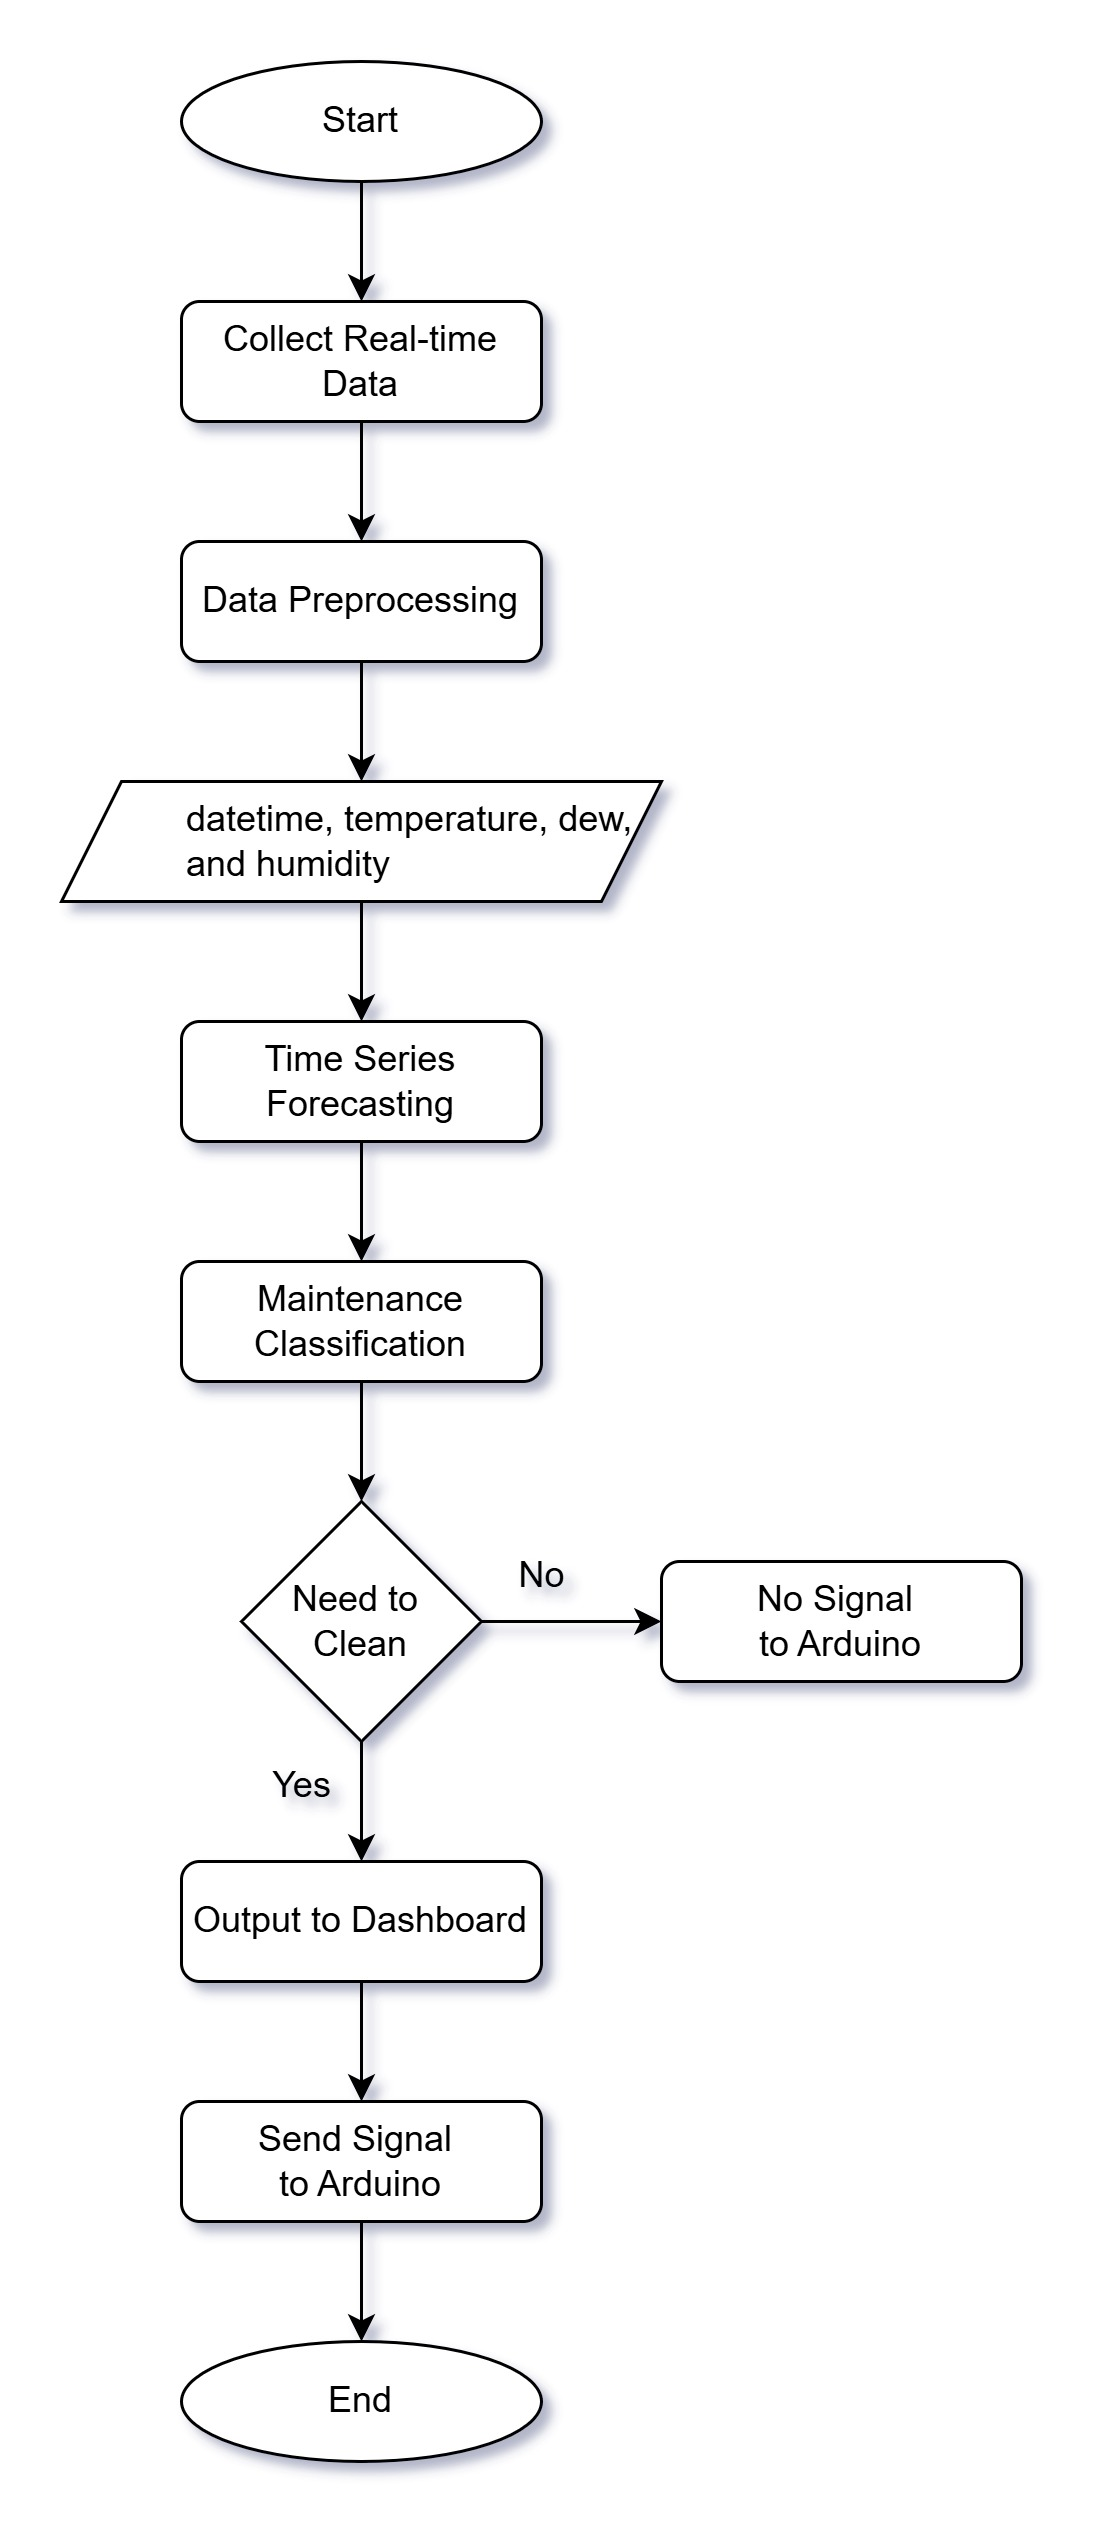 Start
Collect Real-time
Data
Data Preprocessing
datetime, temperature, dew,
and humidity
Time Series
Forecasting
Maintenance
Classification
Need to
Clean
No
No Signal
to Arduino
Yes
Output to Dashboard
Send Signal
to Arduino
End